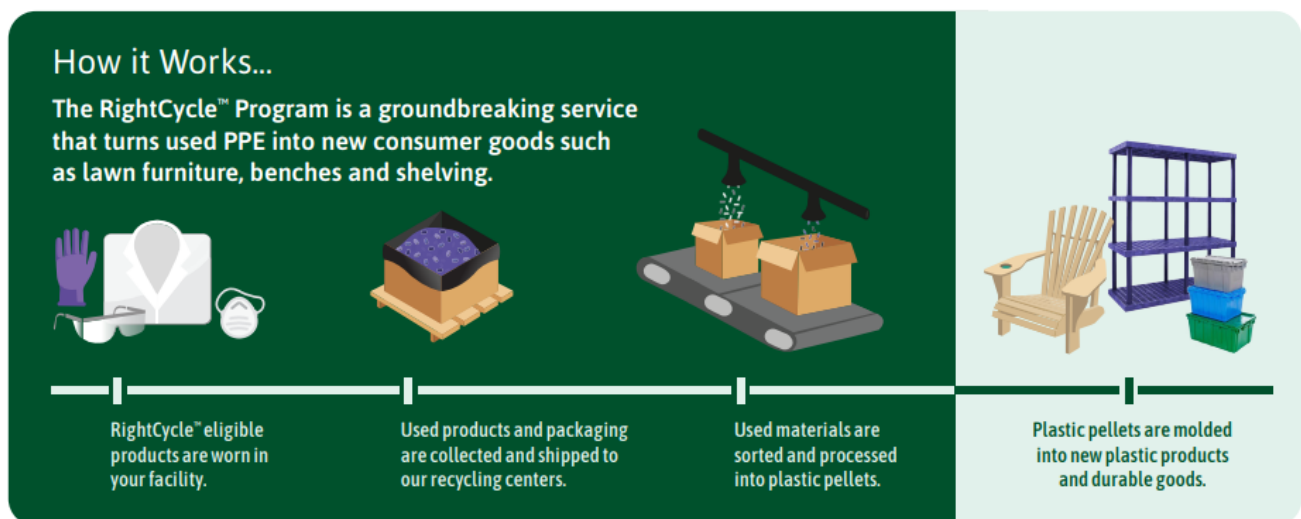 How it Works...
The RightCycle™ Program is a groundbreaking service
that turns used PPE into new consumer goods such
as lawn furniture, benches and shelving.
RightCycle™ eligible
products are worn in
your facility.
Used products and packaging
are collected and shipped to
our recycling centers.
Used materials are
sorted and processed
into plastic pellets.
Plastic pellets are molded
into new plastic products
and durable goods.